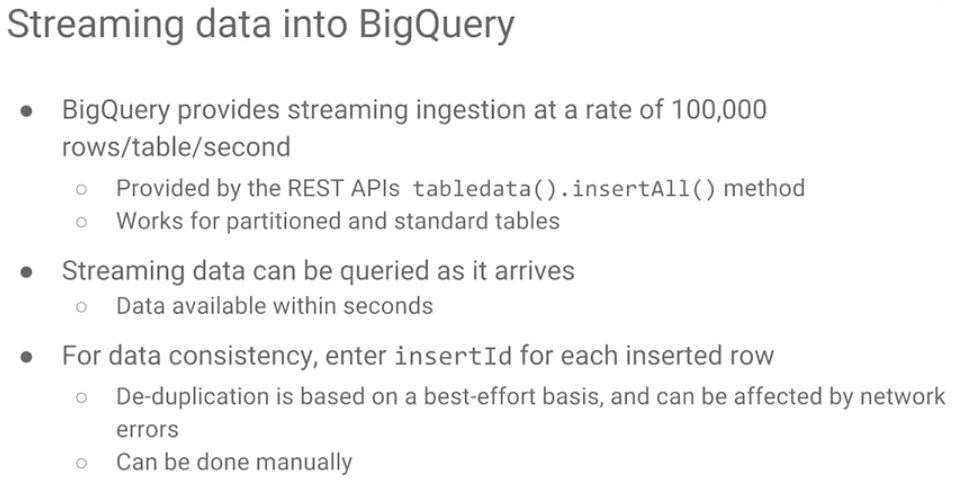 Streaming data into BigQuery
● BigQuery provides streaming ingestion at a rate of 100,000
rows/table/second
○ Provided by the REST APIs tabledata().insertAll() method
○ Works for partitioned and standard tables
● Streaming data can be queried as it arrives
○ Data available within seconds
● For data consistency, enter insertId for each inserted row
○ De-duplication is based on a best-effort basis, and can be affected by network
errors
○ Can be done manually